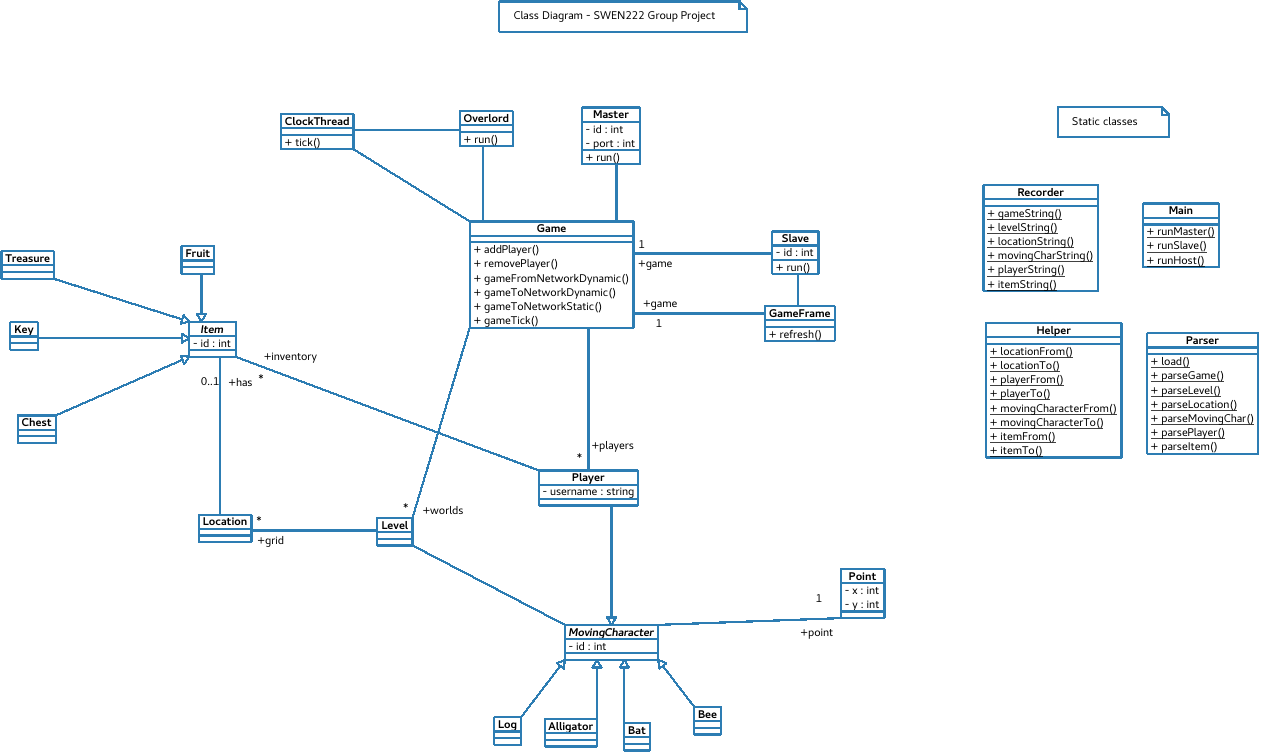 Class Diagram - SWEN222 Group Project
Static classes
ClockThread
+ tick()
Overlord
+ run()
Master
- id : int
- port : int
+ run()
Game
+ addPlayer()
+ removePlayer()
+ gameFromNetworkDynamic()
+ gameToNetworkDynamic()
+ gameToNetworkStatic()
+ gameTick()
1
+game
Slave
- id : int
+ run()
+game
1
GameFrame
+ refresh()
Treasure
Fruit
Key
Item
- id : int
Chest
+inventory
*
0..1
+has
+players
*
Player
- username : string
Location
*
+grid
Level
*
+worlds
Point
- x : int
- y : int
1
+point
MovingCharacter
- id : int
Log
Alligator
Bat
Bee
Recorder
+ gameString()
+ levelString()
+ locationString()
+ movingCharString()
+ playerString()
+ itemString()
Main
+ runMaster()
+ runSlave()
+ runHost()
Helper
+ locationFrom()
+ locationTo()
+ playerFrom()
+ playerTo()
+ movingCharacterFrom()
+ movingCharacterTo()
+ itemFrom()
+ itemTo()
Parser
+ load()
+ parseGame()
+ parseLevel()
+ parseLocation()
+ parseMovingChar()
+ parsePlayer()
+ parseItem()